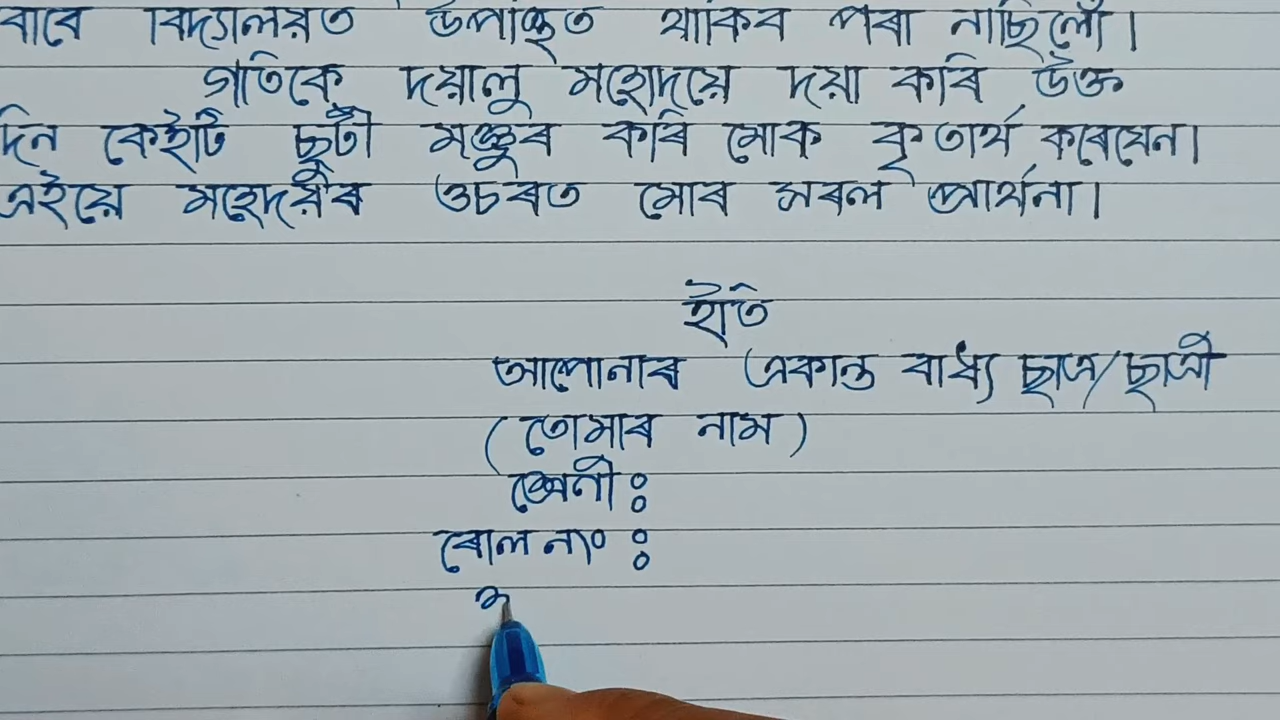 বাবে বিদ্যালয়ত উপস্থিত থাকিব পৰা নাছিলোঁ।
গতিকে দয়ালু মহোদয়ে দয়া কৰি উক্ত
দিন কেইটি ছুটী মঞ্জুৰ কৰি মোক কৃতাৰ্থ কৰেযেন।
এইয়ে মহোদয়ৰ ওচৰত মোৰ সৰল প্ৰাৰ্থনা।
ইতি
আপোনাৰ একান্ত বাধ্য ছাত্ৰ/ছাত্ৰী
(তোমাৰ নাম)
শ্ৰেনী :
ৰোল নং :